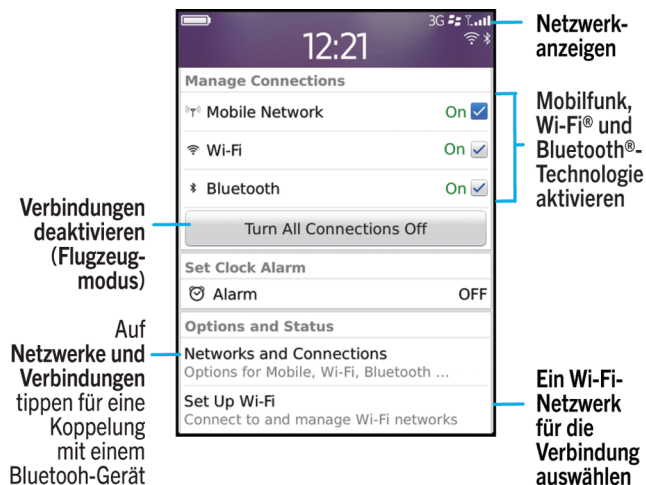 3G
12:21
Manage Connections
Mobile Network On
Wi-Fi On
Bluetooth On
Turn All Connections Off
Set Clock Alarm
Alarm OFF
Options and Status
Networks and Connections
Options for Mobile, Wi-Fi, Bluetooth ...
Set Up Wi-Fi
Connect to and manage Wi-Fi networks
Netzwerk-
anzeigen
Mobilfunk,
Wi-Fi® und
Bluetooth®-
Technologie
aktivieren
Verbindungen
deaktivieren
(Flugzeug-
modus)
Auf
Netzwerke und
Verbindungen
tippen für eine
Koppelung
mit einem
Bluetooh-Gerät
Ein Wi-Fi-
Netzwerk
für die
Verbindung
auswählen